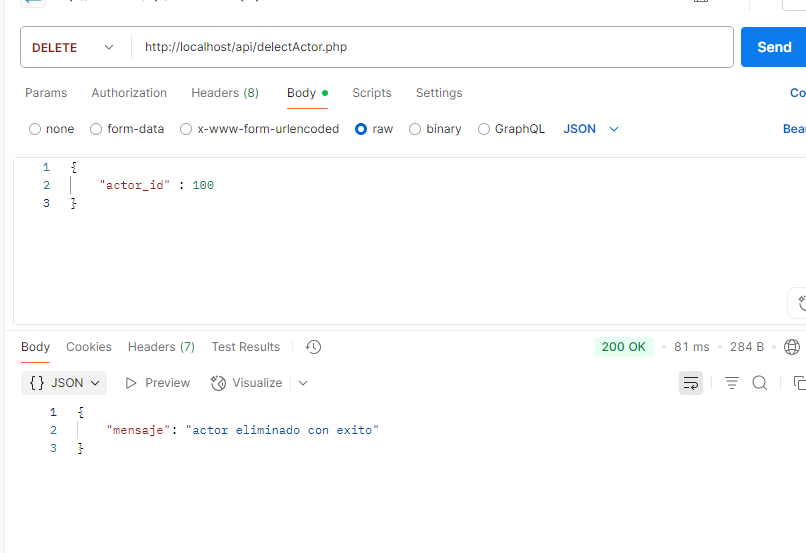 DELETE http://localhost/api/delectActor.php Send
Params Authorization Headers (8) Body Scripts Settings
none form-data x-www-form-urlencoded raw binary GraphQL JSON
1 {
2 "actor_id" : 100
3 }
Body Cookies Headers (7) Test Results 200 OK 81 ms 284 B
{} JSON Preview Visualize
1 {
2 "mensaje": "actor eliminado con exito"
3 }